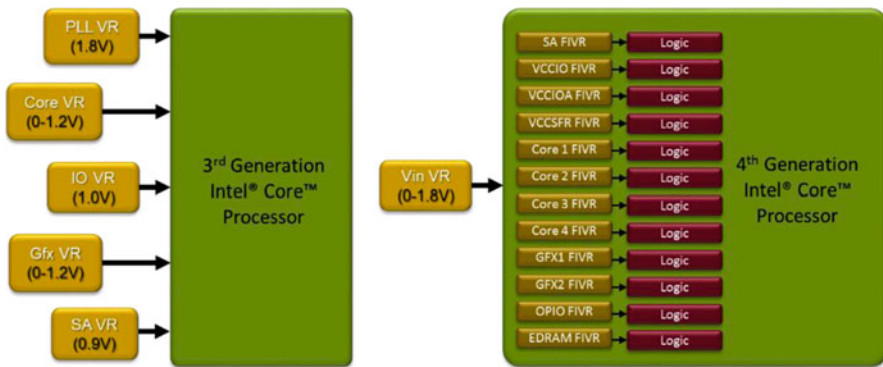 PLL VR
(1.8V)
Core VR
(0-1.2V)
IO VR
(1.0V)
Gfx VR
(0-1.2V)
SA VR
(0.9V)
3rd Generation
Intel® Core™
Processor
Vin VR
(0-1.8V)
SA FIVR Logic
VCCIO FIVR Logic
VCCIOA FIVR Logic
VCCSFR FIVR Logic
Core 1 FIVR Logic
Core 2 FIVR Logic
Core 3 FIVR Logic
Core 4 FIVR Logic
GFX1 FIVR Logic
GFX2 FIVR Logic
OPIO FIVR Logic
EDRAM FIVR Logic
4th Generation
Intel® Core™
Processor